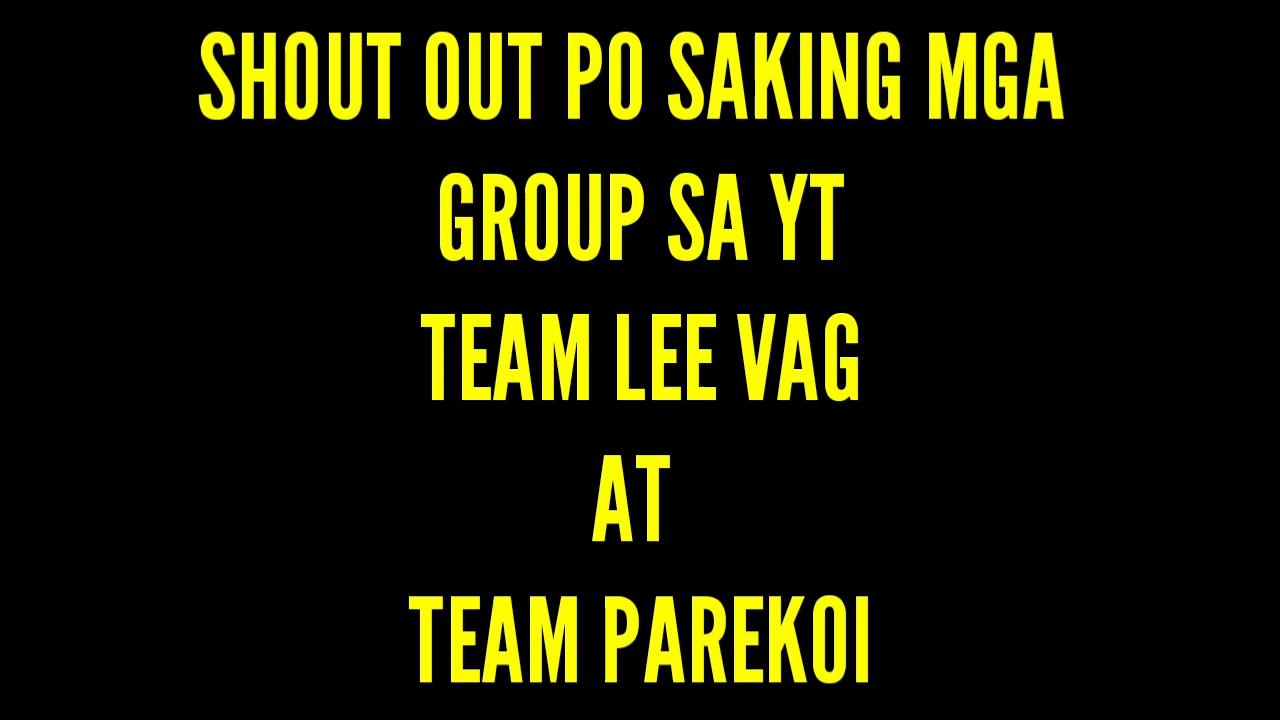 SHOUT OUT PO SAKING MGA
GROUP SA YT
TEAM LEE VAG
AT
TEAM PAREKOI